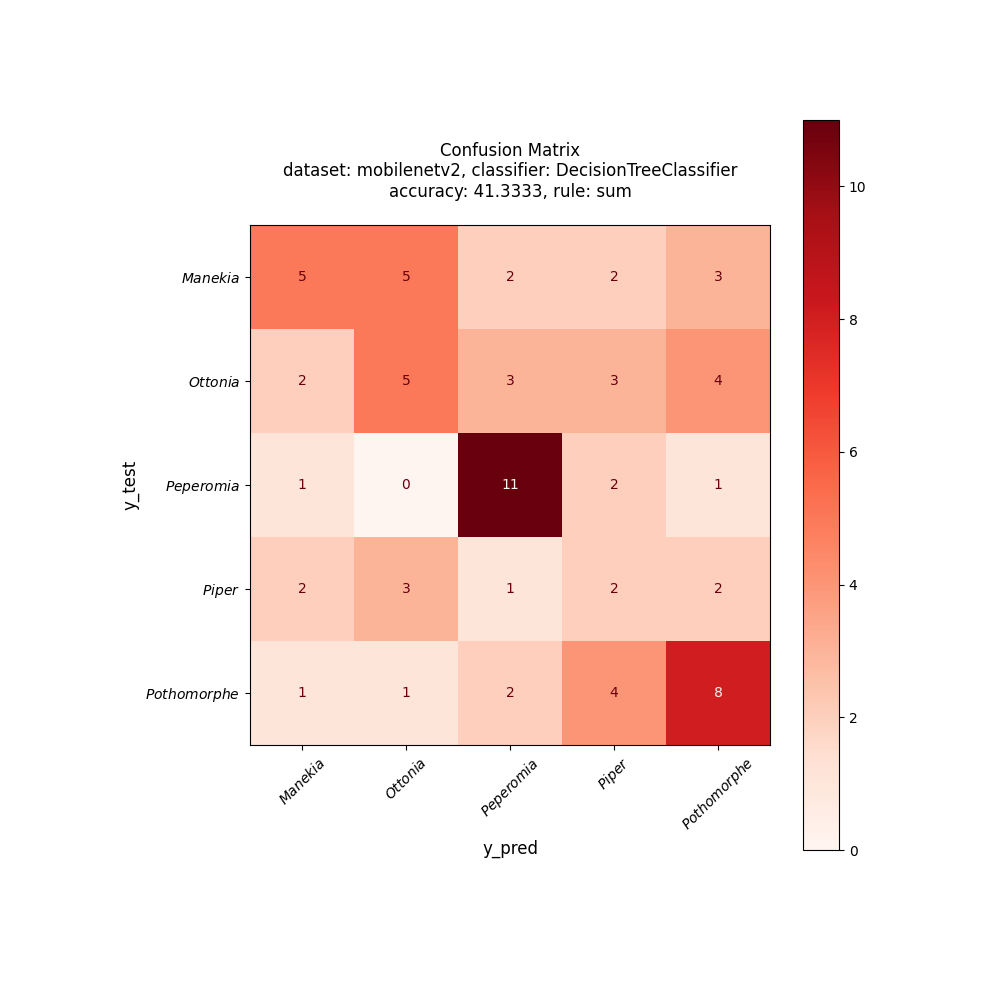 Confusion Matrix
dataset: mobilenetv2, classifier: DecisionTreeClassifier
accuracy: 41.3333, rule: sum
Manekia 5 5 2 2 3
Ottonia 2 5 3 3 4
Peperomia 1 0 11 2 1
Piper 2 3 1 2 2
Pothomorphe 1 1 2 4 8
Manekia Ottonia Peperomia Piper Pothomorphe
y_pred
y_test
10
8
6
4
2
0